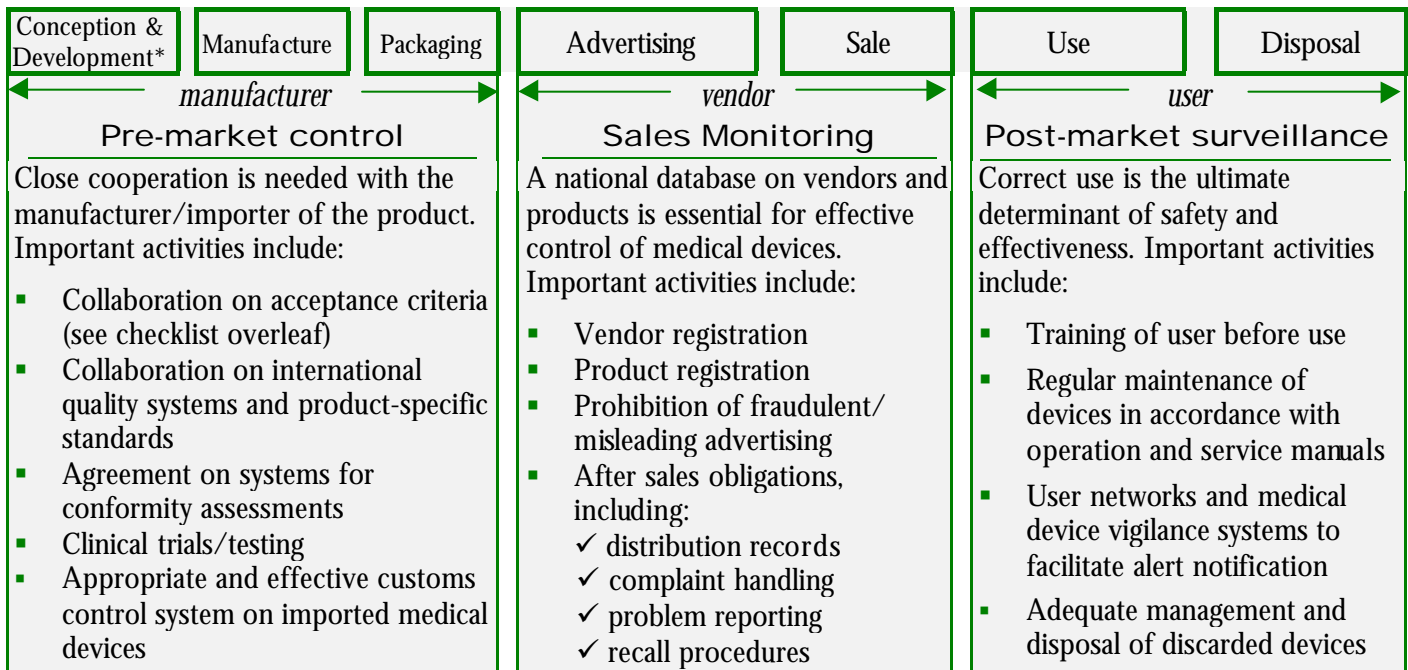 Conception &
Development*
Manufacture
Packaging
Advertising
Sale
Use
Disposal
manufacturer
Pre-market control
Close cooperation is needed with the
manufacturer/importer of the product.
Important activities include:
▪ Collaboration on acceptance criteria
(see checklist overleaf)
▪ Collaboration on international
quality systems and product-specific
standards
▪ Agreement on systems for
conformity assessments
▪ Clinical trials/testing
▪ Appropriate and effective customs
control system on imported medical
devices
vendor
Sales Monitoring
A national database on vendors and
products is essential for effective
control of medical devices.
Important activities include:
▪ Vendor registration
▪ Product registration
▪ Prohibition of fraudulent/
misleading advertising
▪ After sales obligations,
including:
✓ distribution records
✓ complaint handling
✓ problem reporting
✓ recall procedures
user
Post-market surveillance
Correct use is the ultimate
determinant of safety and
effectiveness. Important activities
include:
▪ Training of user before use
▪ Regular maintenance of
devices in accordance with
operation and service manuals
▪ User networks and medical
device vigilance systems to
facilitate alert notification
▪ Adequate management and
disposal of discarded devices